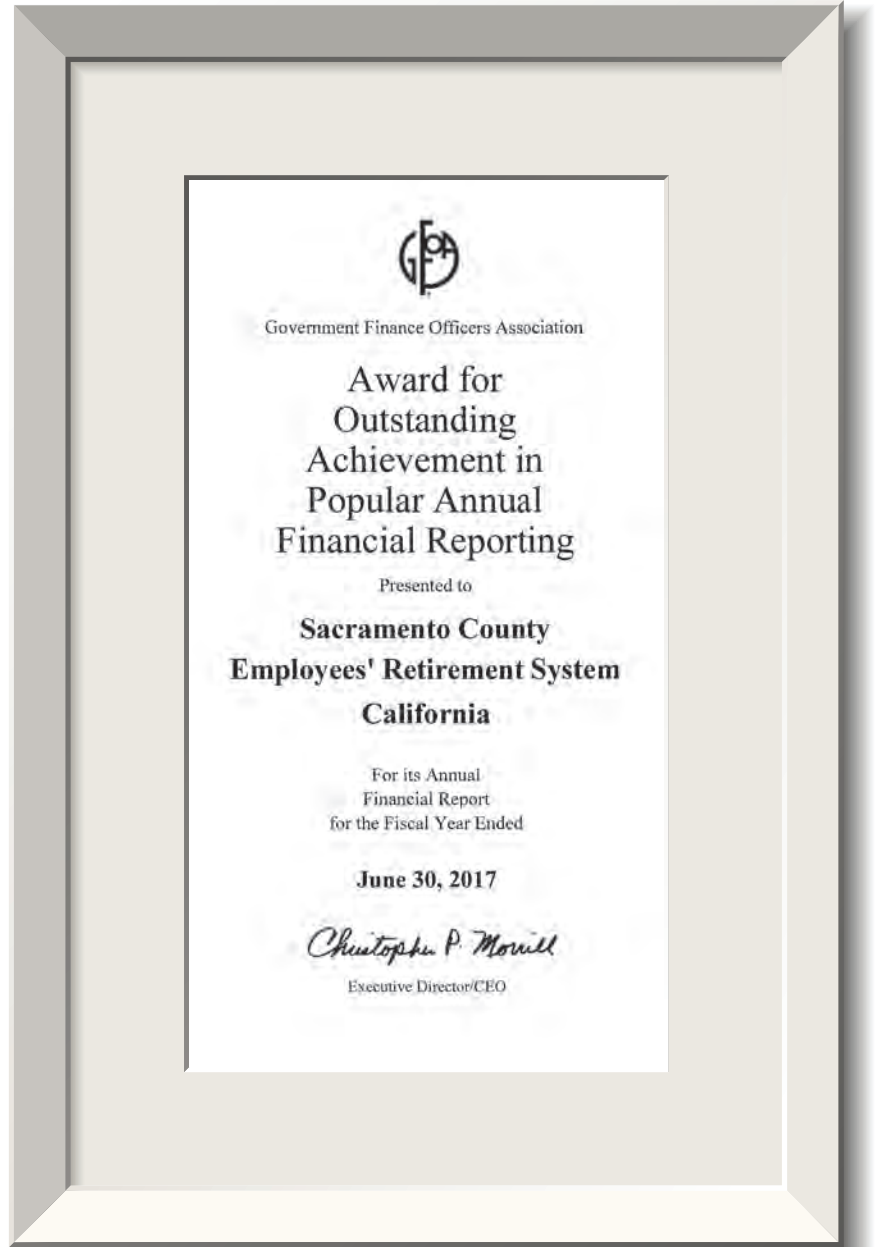 GFOA
Government Finance Officers Association
Award for
Outstanding
Achievement in
Popular Annual
Financial Reporting
Presented to
Sacramento County
Employees' Retirement System
California
For its Annual
Financial Report
for the Fiscal Year Ended
June 30, 2017
Christopher P. Morrill
Executive Director/CEO